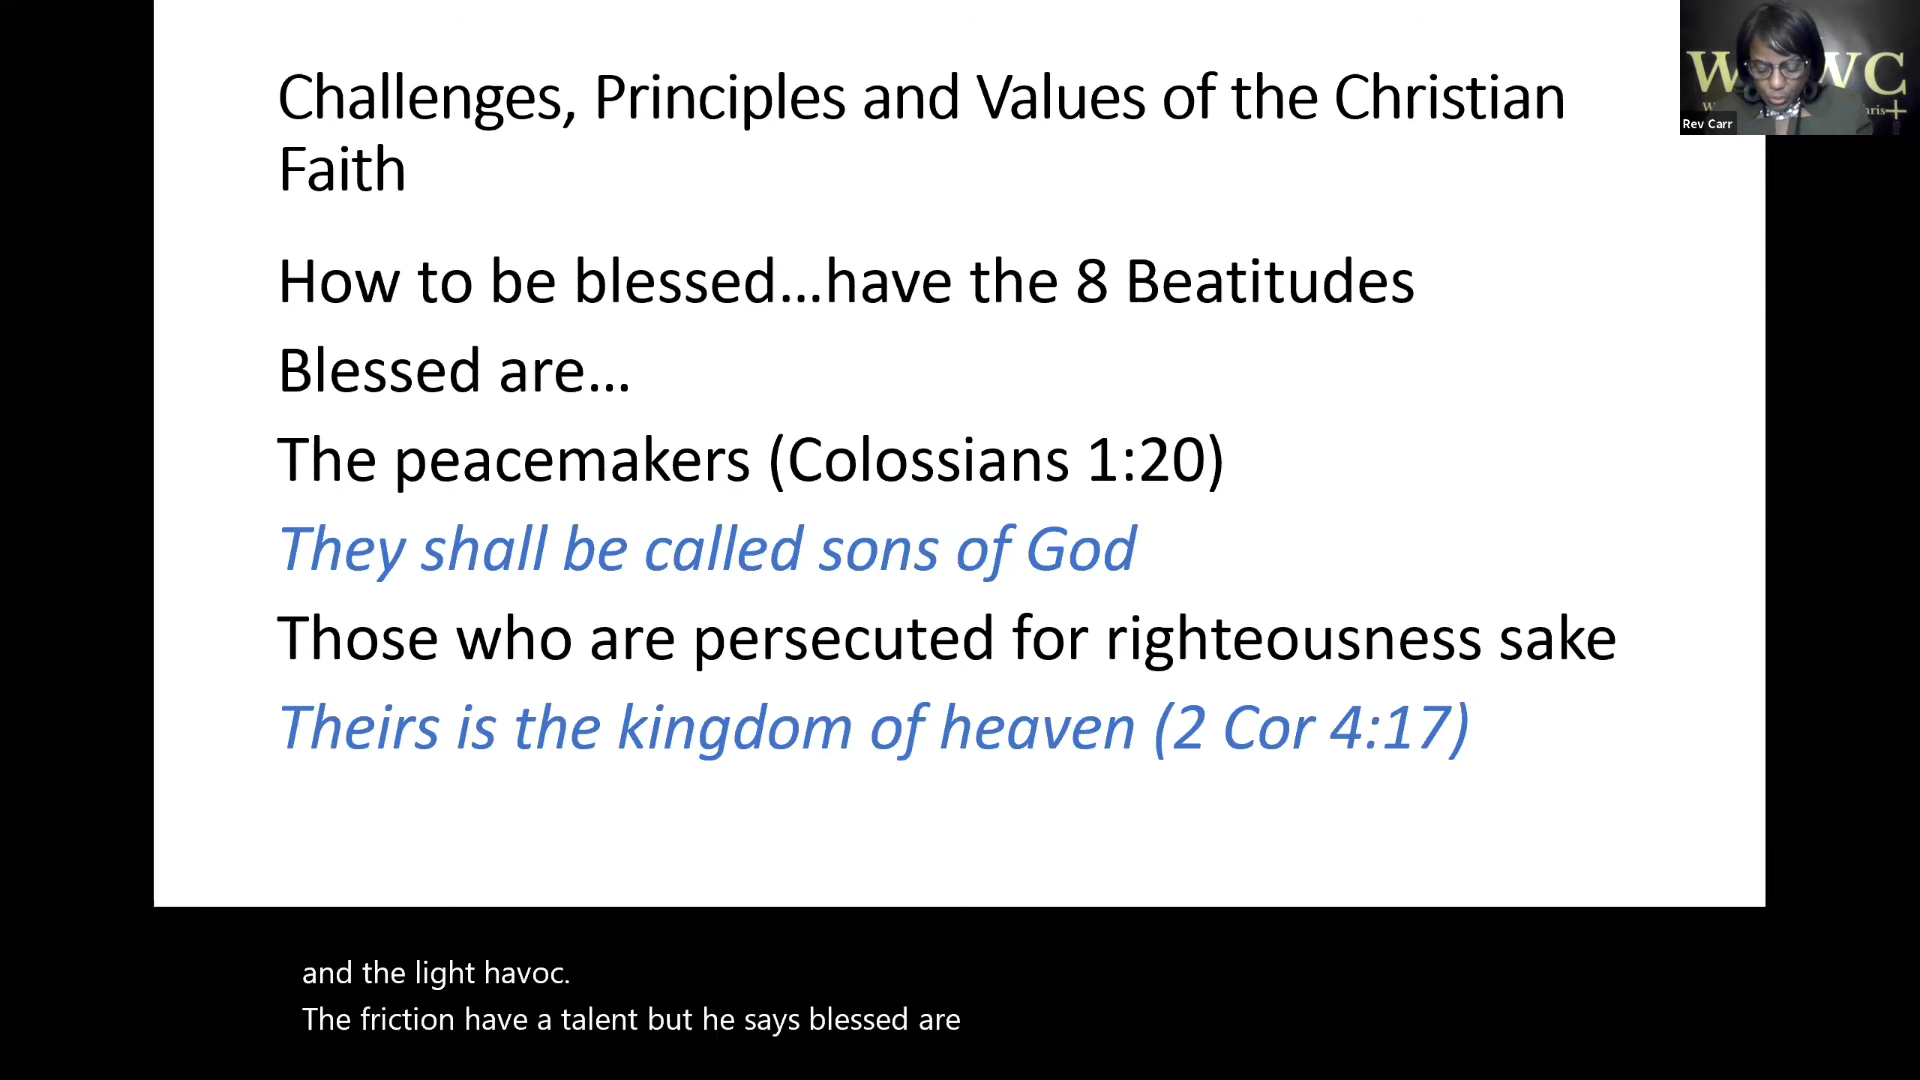 Challenges, Principles and Values of the Christian
Faith
How to be blessed...have the 8 Beatitudes
Blessed are...
The peacemakers (Colossians 1:20)
They shall be called sons of God
Those who are persecuted for righteousness sake
Theirs is the kingdom of heaven (2 Cor 4:17)
Rev Carr
and the light havoc.
The friction have a talent but he says blessed are